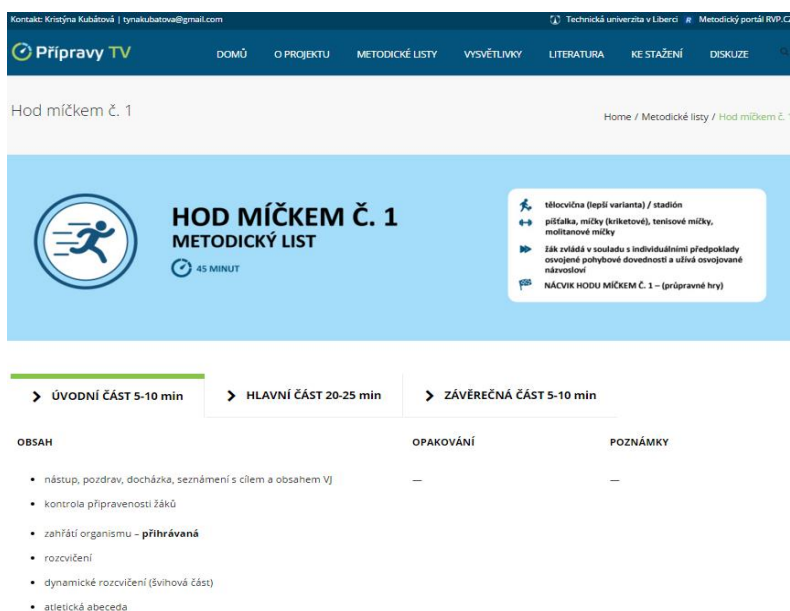 Kontakt: Kristýna Kubátová | tynakubatova@gmail.com
Technická univerzita v Liberci R Metodický portál RVP.CZ
Přípravy TV
DOMŮ O PROJEKTU METODICKÉ LISTY VYSVĚTLIVKY LITERATURA KE STAŽENÍ DISKUZE
Hod míčkem č. 1
Home / Metodické listy / Hod míčkem č. 1
HOD MÍČKEM Č. 1
METODICKÝ LIST
45 MINUT
tělocvična (lepší varianta) / stadión
píšťalka, míčky (kriketové), tenisové míčky,
molitanové míčky
žák zvládá v souladu s individuálními předpoklady
osvojené pohybové dovednosti a užívá osvojované
názvosloví
NÁCVIK HODU MÍČKEM Č. 1 – (průpravné hry)
ÚVODNÍ ČÁST 5-10 min
HLAVNÍ ČÁST 20-25 min
ZÁVĚREČNÁ ČÁST 5-10 min
OBSAH OPAKOVÁNÍ POZNÁMKY
• nástup, pozdrav, docházka, seznámení s cílem a obsahem VJ — —
• kontrola připravenosti žáků
• zahřátí organismu – přihrávaná
• rozcvičení
• dynamické rozcvičení (švihová část)
• atletická abeceda